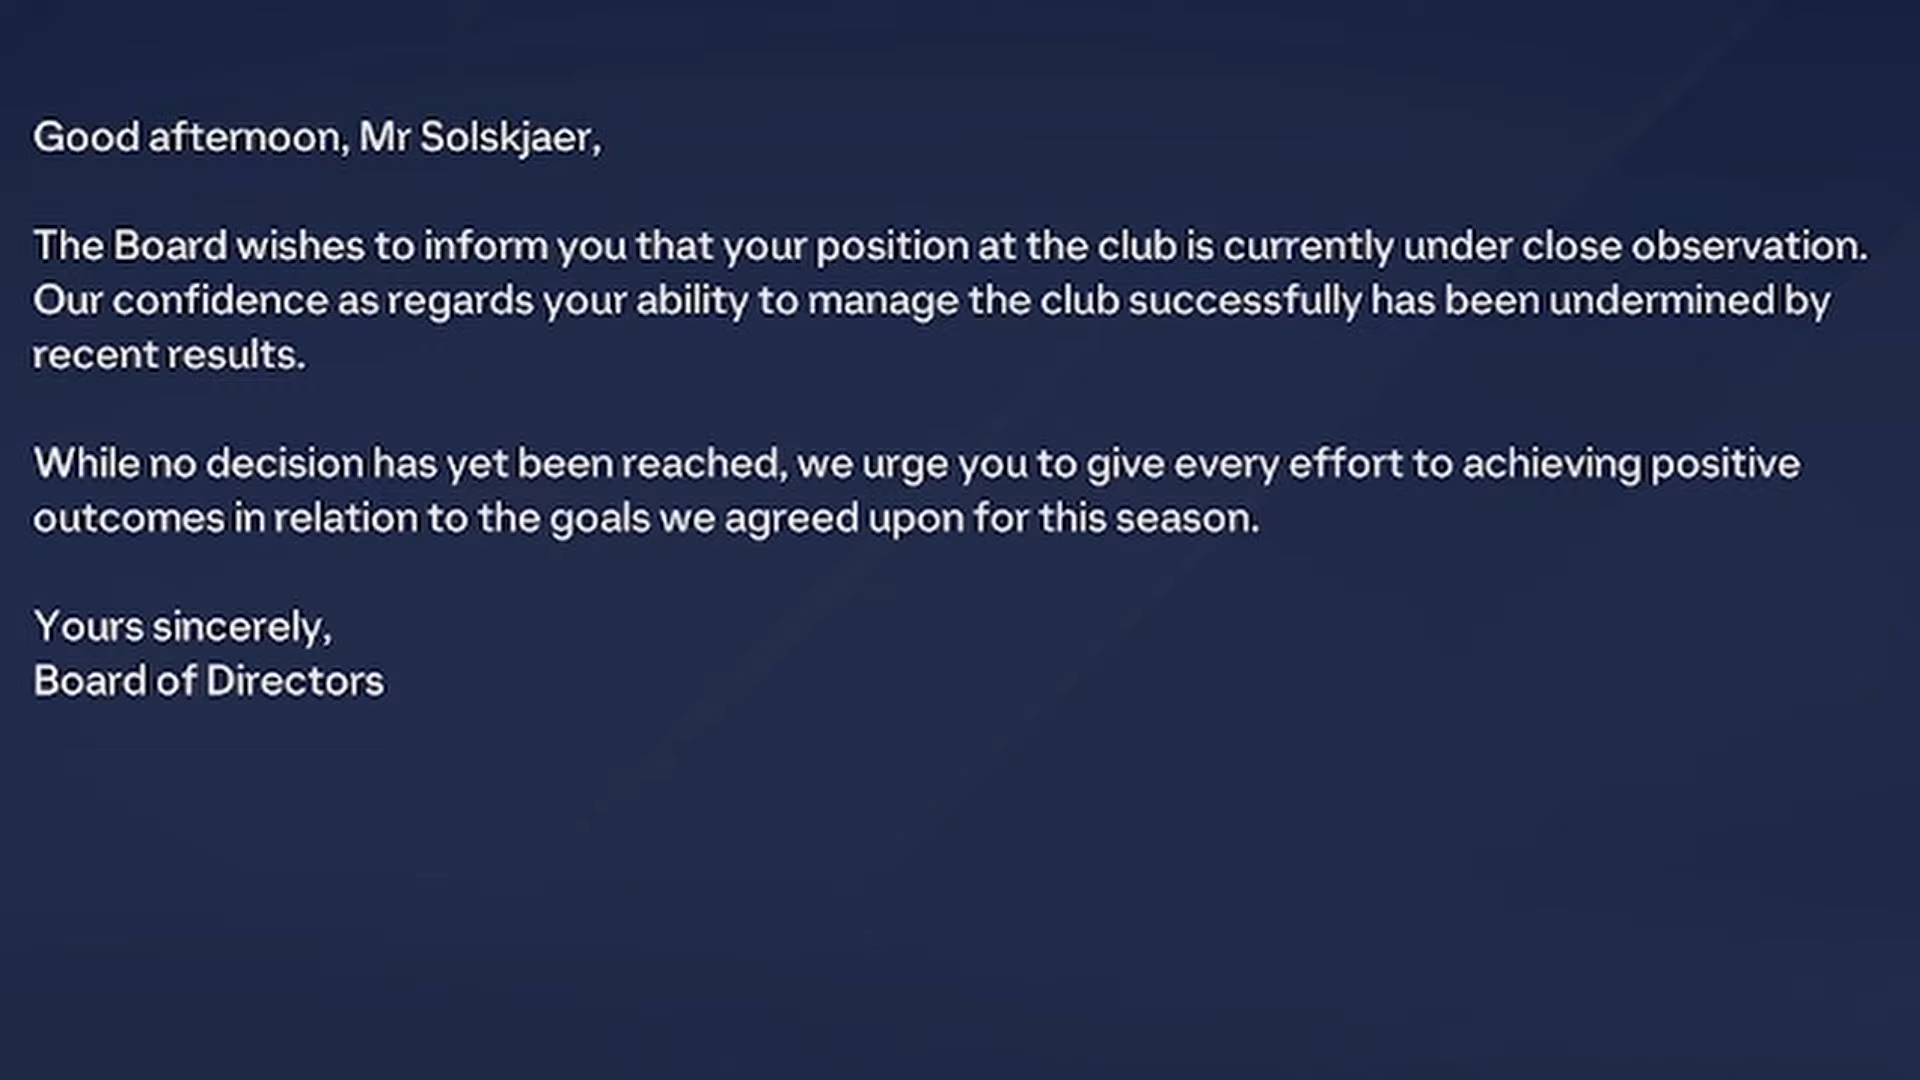 Good afternoon, Mr Solskjaer,
The Board wishes to inform you that your position at the club is currently under close observation.
Our confidence as regards your ability to manage the club successfully has been undermined by
recent results.
While no decision has yet been reached, we urge you to give every effort to achieving positive
outcomes in relation to the goals we agreed upon for this season.
Yours sincerely,
Board of Directors